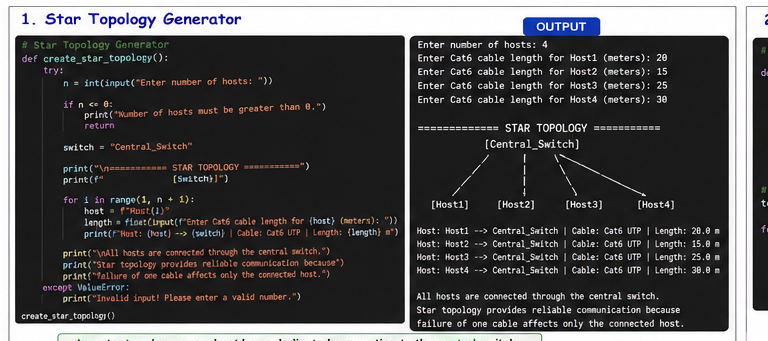 1. Star Topology Generator
# Star Topology Generator
def create_star_topology():
try:
n = int(input("Enter number of hosts: "))
if n <= 0:
print("Number of hosts must be greater than 0.")
return
switch = "Central_Switch"
print("\n=========== STAR TOPOLOGY ===========")
print(f" [Switch}]")
for i in range(1, n + 1):
host = f"Host{i}"
length = float(input(f"Enter Cat6 cable length for {host} (meters): "))
print(f"Host: {host} --> {switch} | Cable: Cat6 UTP | Length: {length} m")
print("\nAll hosts are connected through the central switch.")
print("Star topology provides reliable communication because")
print("failure of one cable affects only the connected host.")
except ValueError:
print("Invalid input! Please enter a valid number.")
create_star_topology()
OUTPUT
Enter number of hosts: 4
Enter Cat6 cable length for Host1 (meters): 20
Enter Cat6 cable length for Host2 (meters): 15
Enter Cat6 cable length for Host3 (meters): 25
Enter Cat6 cable length for Host4 (meters): 30
============= STAR TOPOLOGY ===========
[Central_Switch]
[Host1] [Host2] [Host3] [Host4]
Host: Host1 --> Central_Switch | Cable: Cat6 UTP | Length: 20.0 m
Host: Host2 --> Central_Switch | Cable: Cat6 UTP | Length: 15.0 m
Host: Host3 --> Central_Switch | Cable: Cat6 UTP | Length: 25.0 m
Host: Host4 --> Central_Switch | Cable: Cat6 UTP | Length: 30.0 m
All hosts are connected through the central switch.
Star topology provides reliable communication because
failure of one cable affects only the connected host.
2